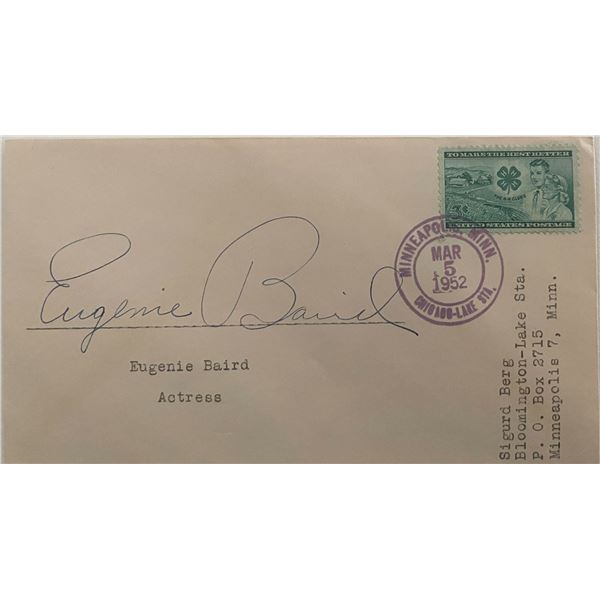 TO MAKE THE BEST BETTER
THE 4-H CLUBS
3¢
UNITED STATES POSTAGE
MINNEAPOLIS, MINN.
MAR
5
1952
CHICAGO-LAKE STA.
Eugenie Baird
Eugenie Baird
Actress
Sigurd Berg
Bloomington-Lake Sta.
P. O. Box 2715
Minneapolis 7, Minn.